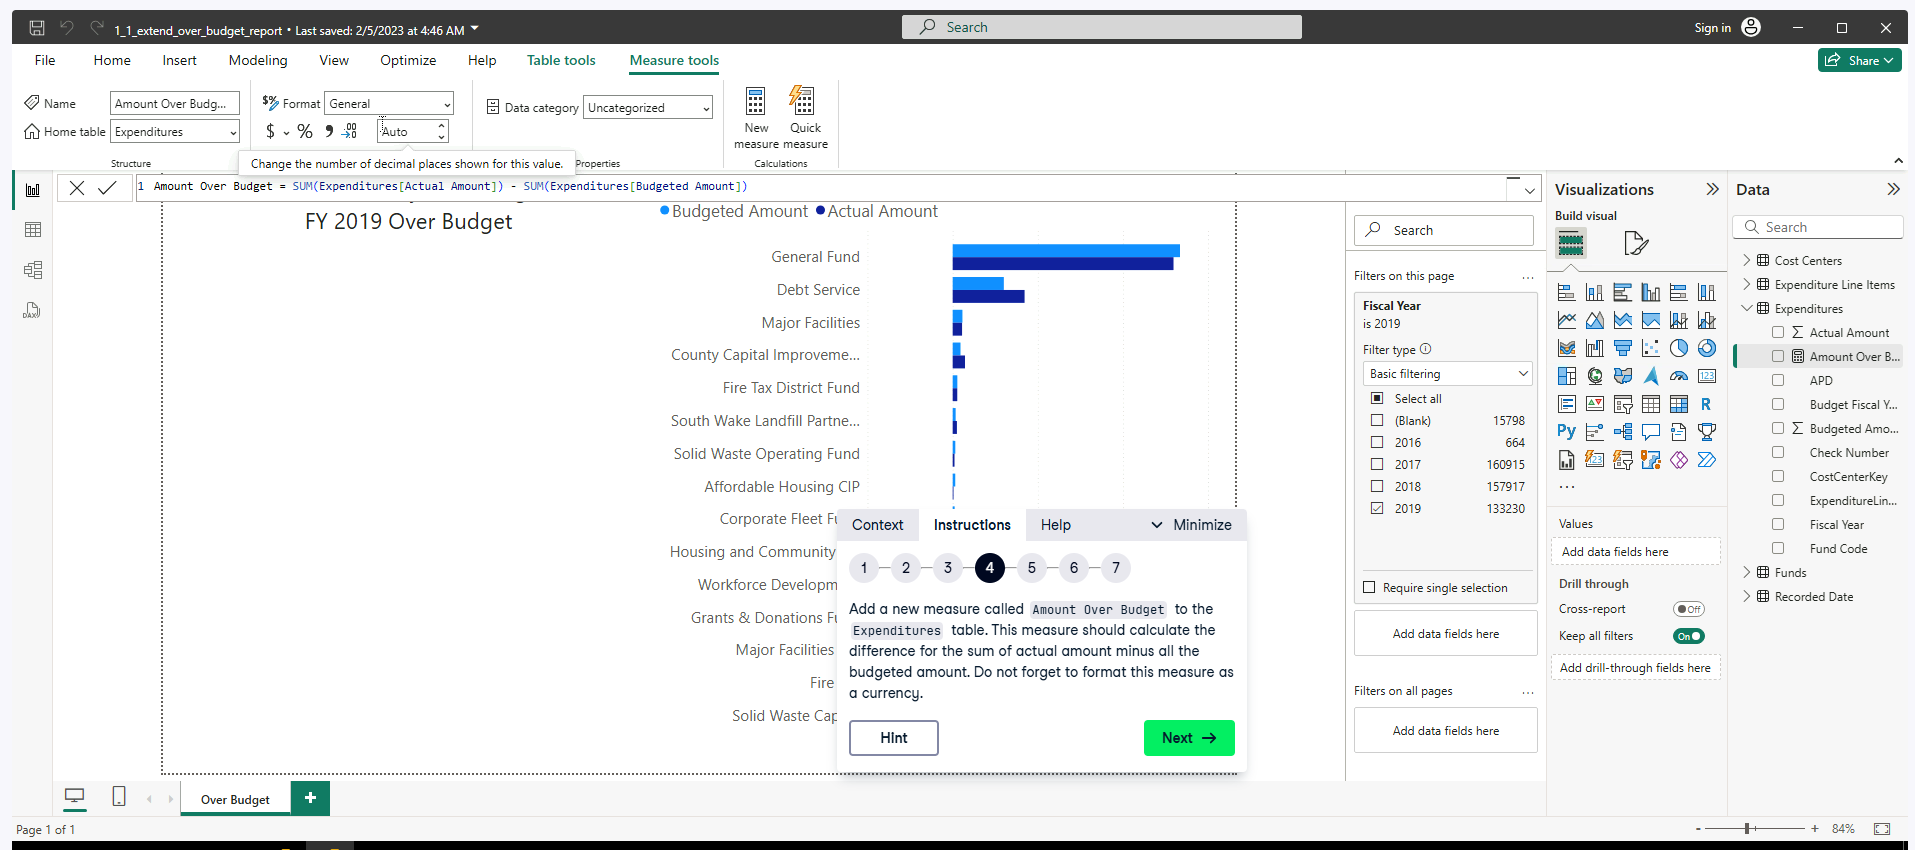 1_1_extend_over_budget_report • Last saved: 2/5/2023 at 4:46 AM
Search
Sign in
File Home Insert Modeling View Optimize Help Table tools Measure tools
Share
Name Amount Over Budg...
Home table Expenditures
Structure
Format General
$ % 9 .00 Auto
Change the number of decimal places shown for this value.
Data category Uncategorized
Properties
New measure
Quick measure
Calculations
1 Amount Over Budget = SUM(Expenditures[Actual Amount]) - SUM(Expenditures[Budgeted Amount])
FY 2019 Over Budget
Budgeted Amount Actual Amount
General Fund
Debt Service
Major Facilities
County Capital Improveme...
Fire Tax District Fund
South Wake Landfill Partne...
Solid Waste Operating Fund
Affordable Housing CIP
Corporate Fleet Fu
Housing and Community
Workforce Developm
Grants & Donations Fu
Major Facilities
Fire
Solid Waste Cap
Context Instructions Help Minimize
1 2 3 4 5 6 7
Add a new measure called Amount Over Budget to the
Expenditures table. This measure should calculate the
difference for the sum of actual amount minus all the
budgeted amount. Do not forget to format this measure as
a currency.
Hint
Next →
Search
Filters on this page ...
Fiscal Year
is 2019
Filter type
Basic filtering
Select all
(Blank) 15798
2016 664
2017 160915
2018 157917
2019 133230
Require single selection
Add data fields here
Filters on all pages ...
Add data fields here
Visualizations
Build visual
123
R
Py
123
...
Values
Add data fields here
Drill through
Cross-report Off
Keep all filters On
Add drill-through fields here
Data
Search
Cost Centers
Expenditure Line Items
Expenditures
Σ Actual Amount
Amount Over B...
APD
Budget Fiscal Y...
Σ Budgeted Amo...
Check Number
CostCenterKey
ExpenditureLin...
Fiscal Year
Fund Code
Funds
Recorded Date
DAX
Over Budget +
Page 1 of 1
- + 84%